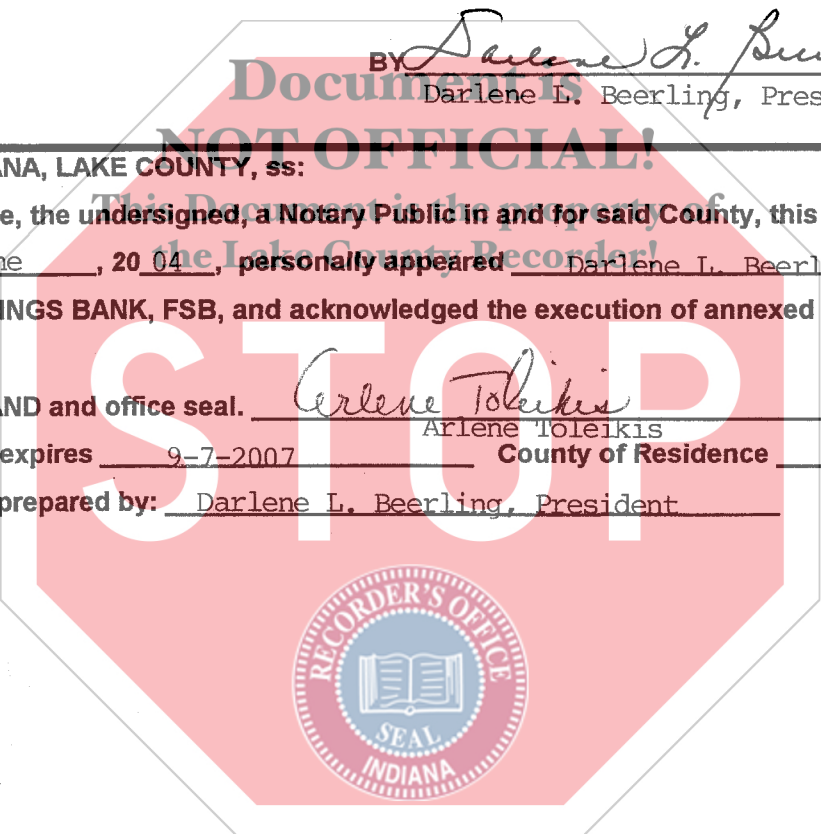 BY Darlene L.
Document is
Darlene L. Beerling, Pres
NOT OFFICIAL!
ANA, LAKE COUNTY, ss:
This Document is the property of
e, the undersigned, a Notary Public in and for said County, this
the Lake County Recorder!
ne , 20 04 , personally appeared Darlene L. Beerl
INGS BANK, FSB, and acknowledged the execution of annexed
STOP
AND and office seal. Arlene Toleikis
Arlene Toleikis
expires 9-7-2007 County of Residence
prepared by: Darlene L. Beerling, President
RECORDER'S OFFICE
SEAL
INDIANA